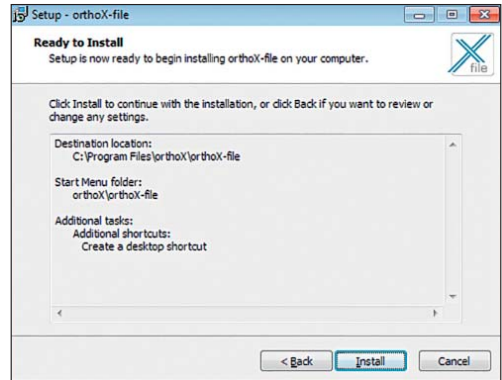 Setup - orthoX-file
Ready to Install
Setup is now ready to begin installing orthoX-file on your computer.
file
Click Install to continue with the installation, or click Back if you want to review or
change any settings.
Destination location:
C:\Program Files\orthoX\orthoX-file
Start Menu folder:
orthoX\orthoX-file
Additional tasks:
Additional shortcuts:
Create a desktop shortcut
< Back
Install
Cancel